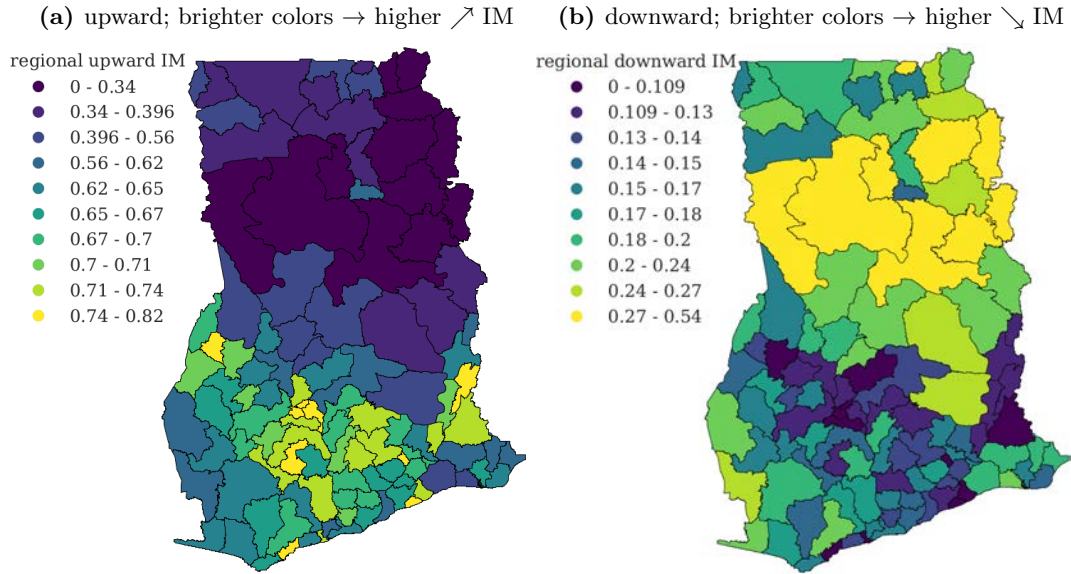 (a) upward; brighter colors → higher ↗ IM
regional upward IM
0 - 0.34
0.34 - 0.396
0.396 - 0.56
0.56 - 0.62
0.62 - 0.65
0.65 - 0.67
0.67 - 0.7
0.7 - 0.71
0.71 - 0.74
0.74 - 0.82
(b) downward; brighter colors → higher ↘ IM
regional downward IM
0 - 0.109
0.109 - 0.13
0.13 - 0.14
0.14 - 0.15
0.15 - 0.17
0.17 - 0.18
0.18 - 0.2
0.2 - 0.24
0.24 - 0.27
0.27 - 0.54